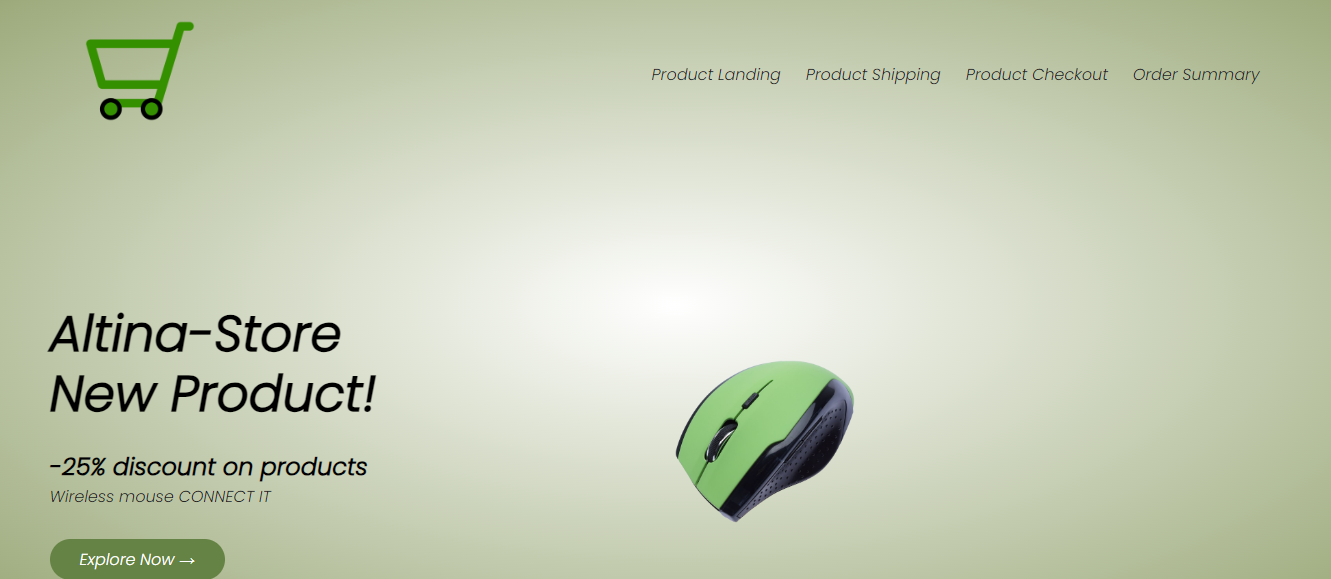 Product Landing Product Shipping Product Checkout Order Summary
Altina-Store
New Product!
-25% discount on products
Wireless mouse CONNECT IT
Explore Now →